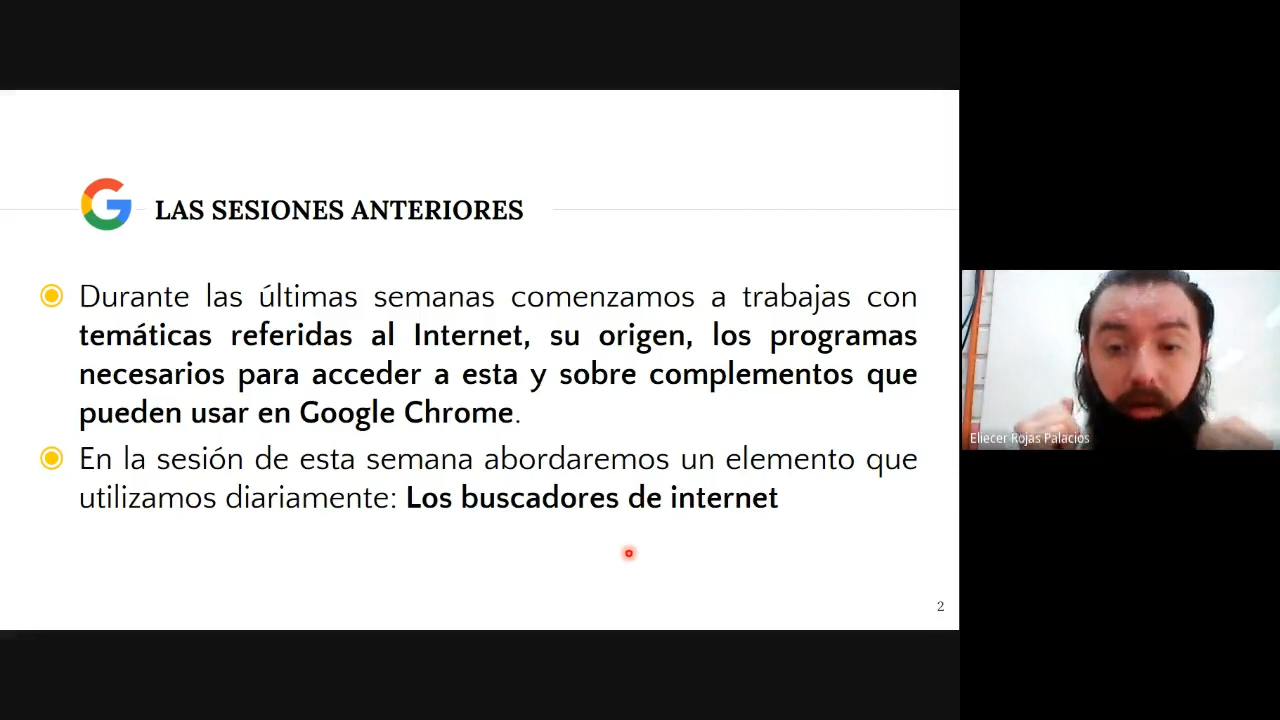 LAS SESIONES ANTERIORES
Durante las últimas semanas comenzamos a trabajas con
temáticas referidas al Internet, su origen, los programas
necesarios para acceder a esta y sobre complementos que
pueden usar en Google Chrome.
En la sesión de esta semana abordaremos un elemento que
utilizamos diariamente: Los buscadores de internet
2
Eliecer Rojas Palacios